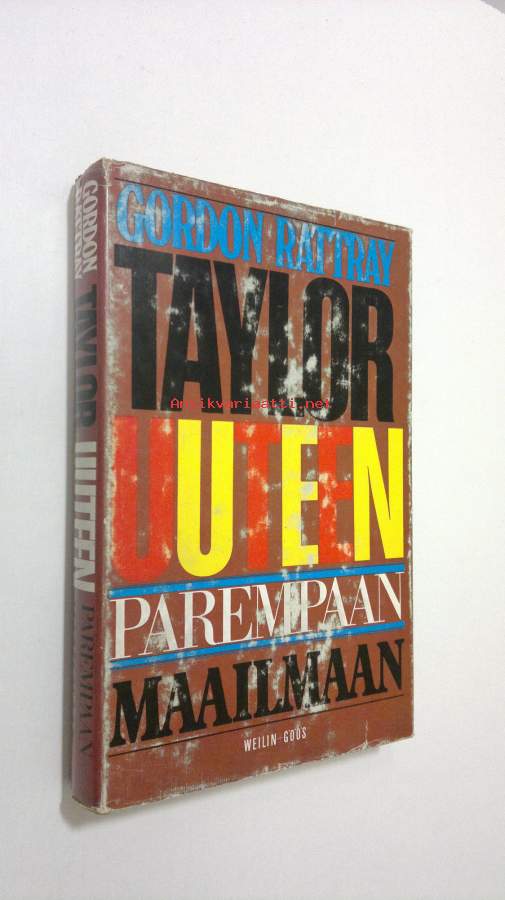 GORDON RATTRAY
TAYLOR
UUTEEN
PAREMPAAN
MAAILMAAN
WEILIN+GÖÖS
GORDON
RATTRAY
TAYLOR
UUTEEN
PAREMPAAN
Antikvariaatti.net